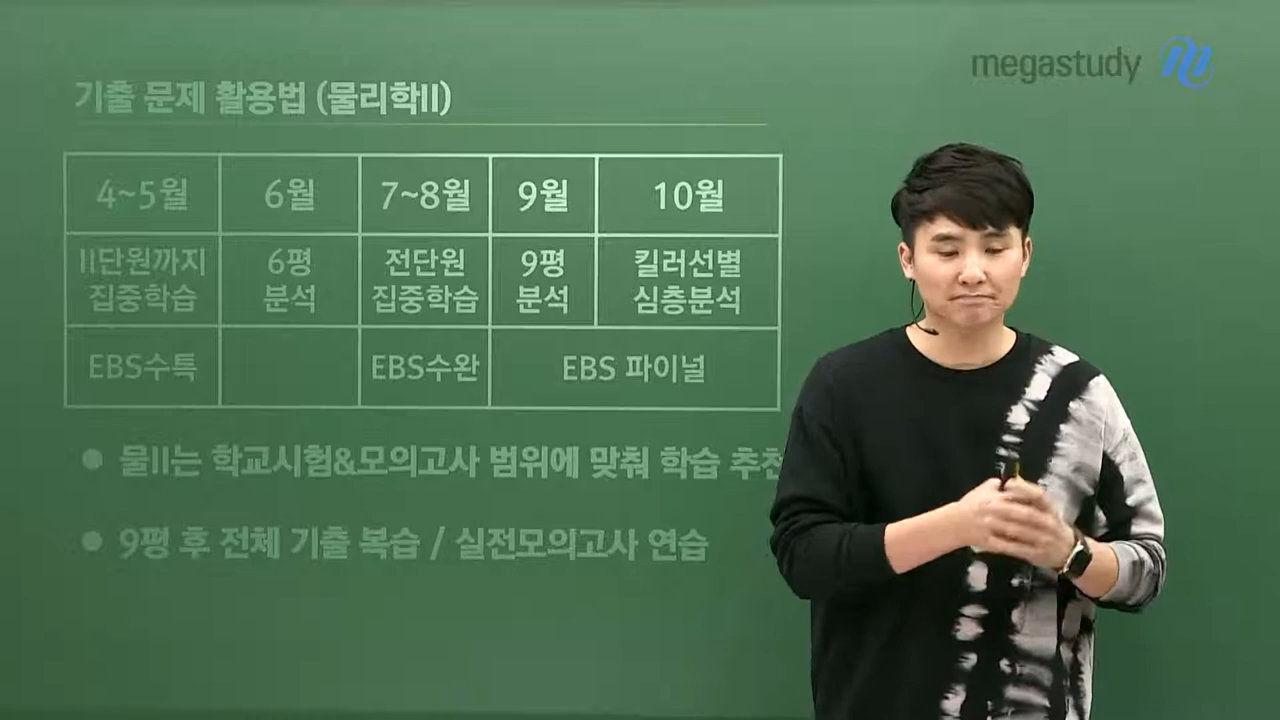 megastudy
기출 문제 활용법 (물리학II)
4~5월 6월 7~8월 9월 10월
II단원까지 6평 전단원 9평 킬러선별
집중학습 분석 집중학습 분석 심층분석
EBS수특 EBS수완 EBS 파이널
● 물II는 학교시험&모의고사 범위에 맞춰 학습 추천
● 9평 후 전체 기출 복습 / 실전모의고사 연습